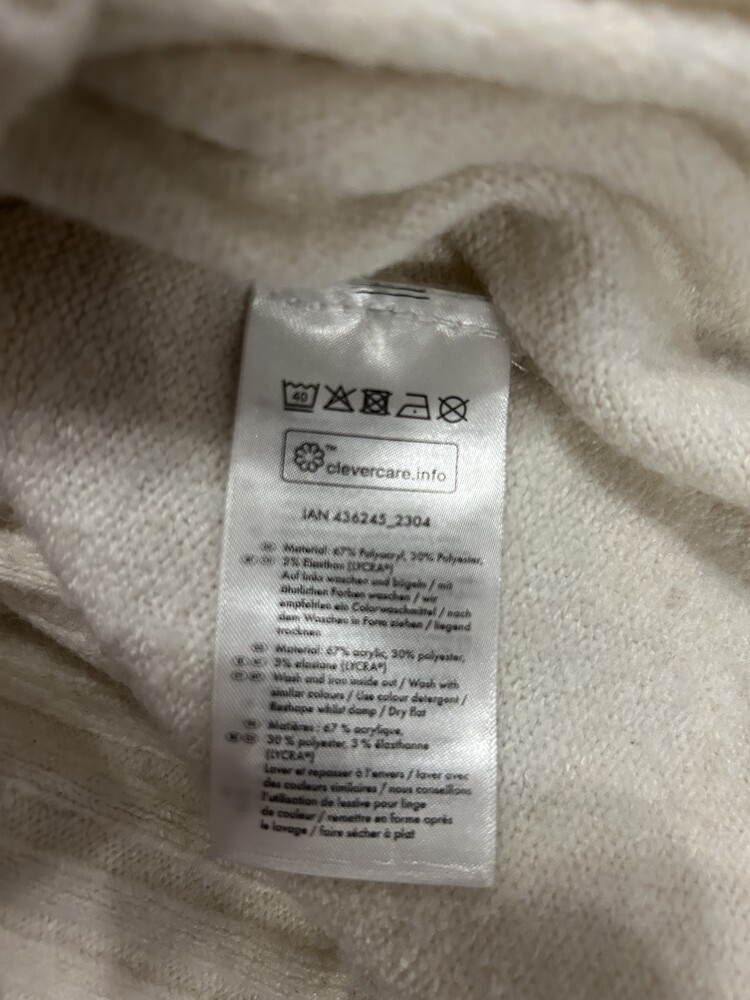 40
clevercare.info™
IAN 436245_2304
Material: 67% Polyacryl, 30% Polyester,
3% Elasthan (LYCRA®)
Auf links waschen und bügeln / mit
ähnlichen Farben waschen / wir
empfehlen ein Colorwaschmittel / nach
dem Waschen in Form ziehen / liegend
trocknen
Material: 67% acrylic, 30% polyester,
3% elastane (LYCRA®)
Wash and iron inside out / Wash with
similar colours / Use colour detergent /
Reshape whilst damp / Dry flat
Matières : 67 % acrylique,
30 % polyester, 3 % élasthanne
(LYCRA®)
Laver et repasser à l'envers / laver avec
des couleurs similaires / nous conseillons
l'utilisation de lessive pour linge
de couleur / remettre en forme après
le lavage / faire sécher à plat